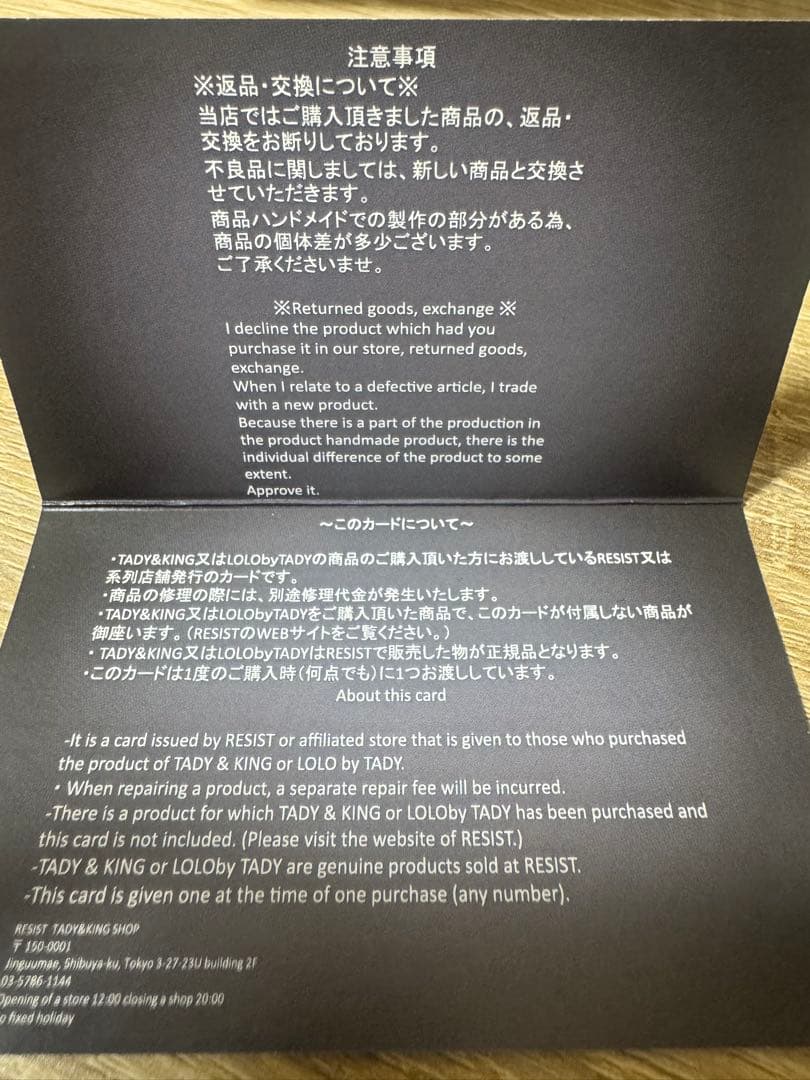 注意事項
※返品・交換について※
当店ではご購入頂きました商品の、返品・
交換をお断りしております。
不良品に関しましては、新しい商品と交換さ
せていただきます。
商品ハンドメイドでの製作の部分がある為、
商品の個体差が多少ございます。
ご了承くださいませ。
※Returned goods, exchange ※
I decline the product which had you
purchase it in our store, returned goods,
exchange.
When I relate to a defective article, I trade
with a new product.
Because there is a part of the production in
the product handmade product, there is the
individual difference of the product to some
extent.
Approve it.
～このカードについて～
・TADY&KING又はLOLObyTADYの商品のご購入頂いた方にお渡ししているRESIST又は
系列店舗発行のカードです。
・商品の修理の際には、別途修理代金が発生いたします。
・TADY&KING又はLOLObyTADYをご購入頂いた商品で、このカードが付属しない商品が
御座います。（RESISTのWEBサイトをご覧ください。）
・ TADY&KING又はLOLObyTADYはRESISTで販売した物が正規品となります。
・このカードは1度のご購入時（何点でも）に1つお渡ししています。
About this card
-It is a card issued by RESIST or affiliated store that is given to those who purchased
the product of TADY & KING or LOLO by TADY.
・ When repairing a product, a separate repair fee will be incurred.
-There is a product for which TADY & KING or LOLOby TADY has been purchased and
this card is not included. (Please visit the website of RESIST.)
-TADY & KING or LOLOby TADY are genuine products sold at RESIST.
-This card is given one at the time of one purchase (any number).
RESIST TADY&KING SHOP
〒150-0001
Jinguumae, Shibuya-ku, Tokyo 3-27-23U building 2F
03-5786-1144
Opening of a store 12:00 closing a shop 20:00
o fixed holiday